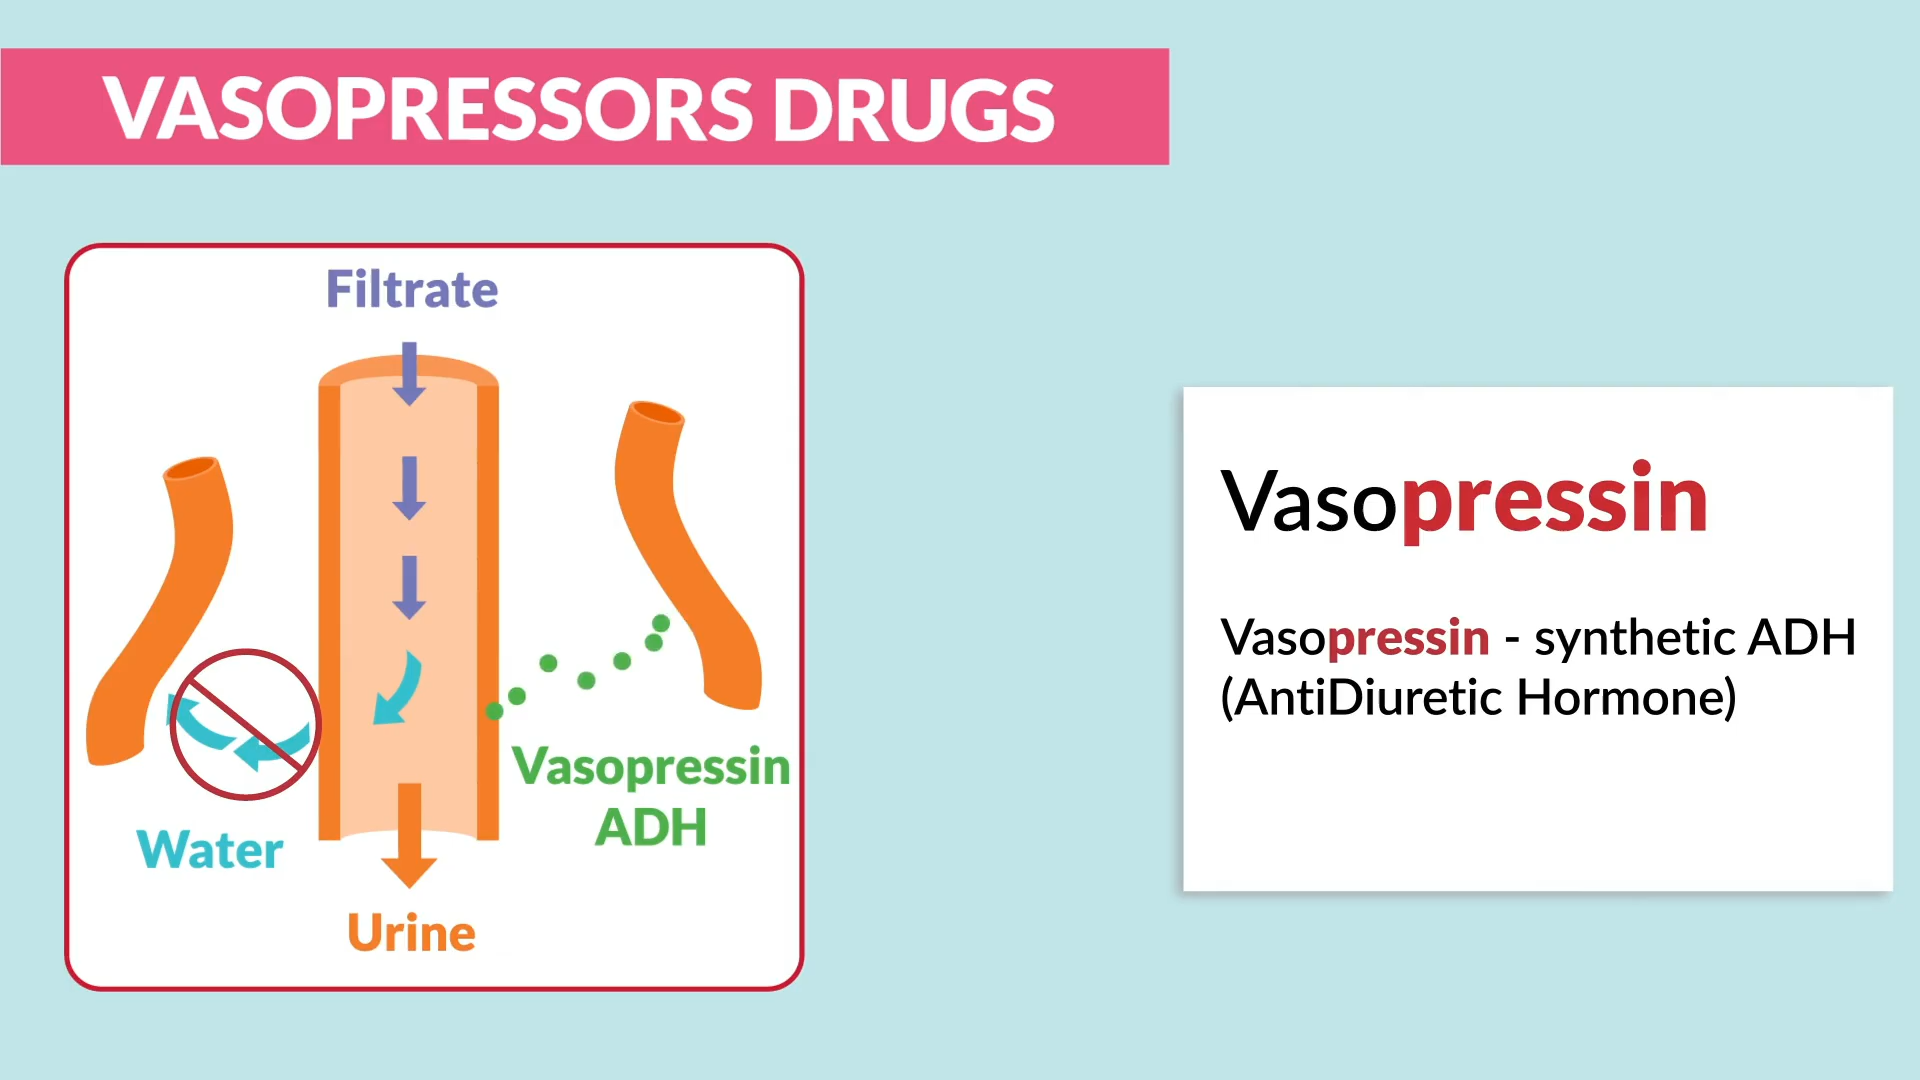 VASOPRESSORS DRUGS
Filtrate
Vasopressin
ADH
Water
Urine
Vasopressin
Vasopressin - synthetic ADH
(AntiDiuretic Hormone)